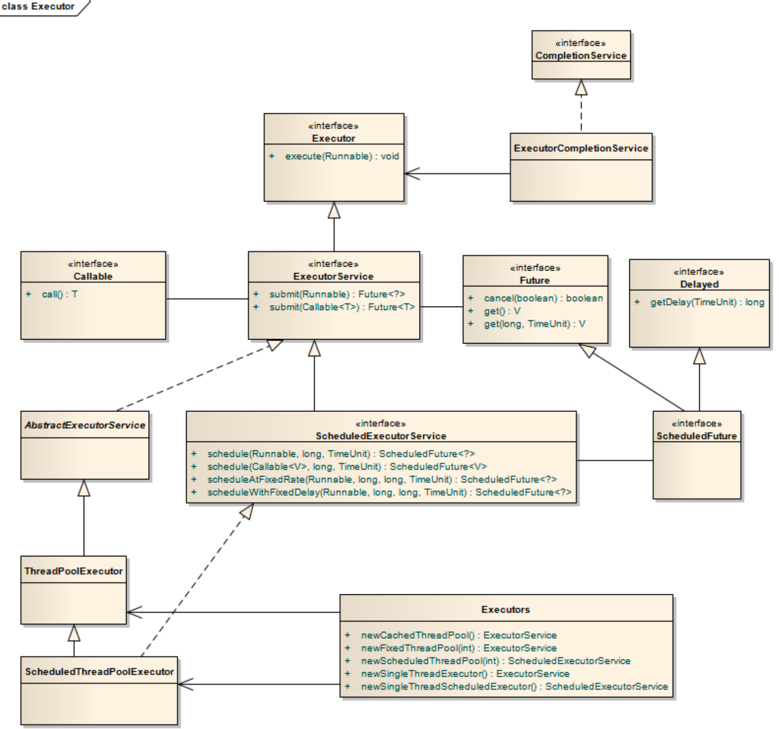 class Executor
«interface»
CompletionService
«interface»
Executor
+ execute(Runnable) : void
ExecutorCompletionService
«interface»
Callable
+ call() : T
«interface»
ExecutorService
+ submit(Runnable) : Future<?>
+ submit(Callable<T>) : Future<T>
«interface»
Future
+ cancel(boolean) : boolean
+ get() : V
+ get(long, TimeUnit) : V
«interface»
Delayed
+ getDelay(TimeUnit) : long
AbstractExecutorService
«interface»
ScheduledExecutorService
+ schedule(Runnable, long, TimeUnit) : ScheduledFuture<?>
+ schedule(Callable<V>, long, TimeUnit) : ScheduledFuture<V>
+ scheduleAtFixedRate(Runnable, long, long, TimeUnit) : ScheduledFuture<?>
+ scheduleWithFixedDelay(Runnable, long, long, TimeUnit) : ScheduledFuture<?>
«interface»
ScheduledFuture
ThreadPoolExecutor
Executors
+ newCachedThreadPool() : ExecutorService
+ newFixedThreadPool(int) : ExecutorService
+ newScheduledThreadPool(int) : ScheduledExecutorService
+ newSingleThreadExecutor() : ExecutorService
+ newSingleThreadScheduledExecutor() : ScheduledExecutorService
ScheduledThreadPoolExecutor